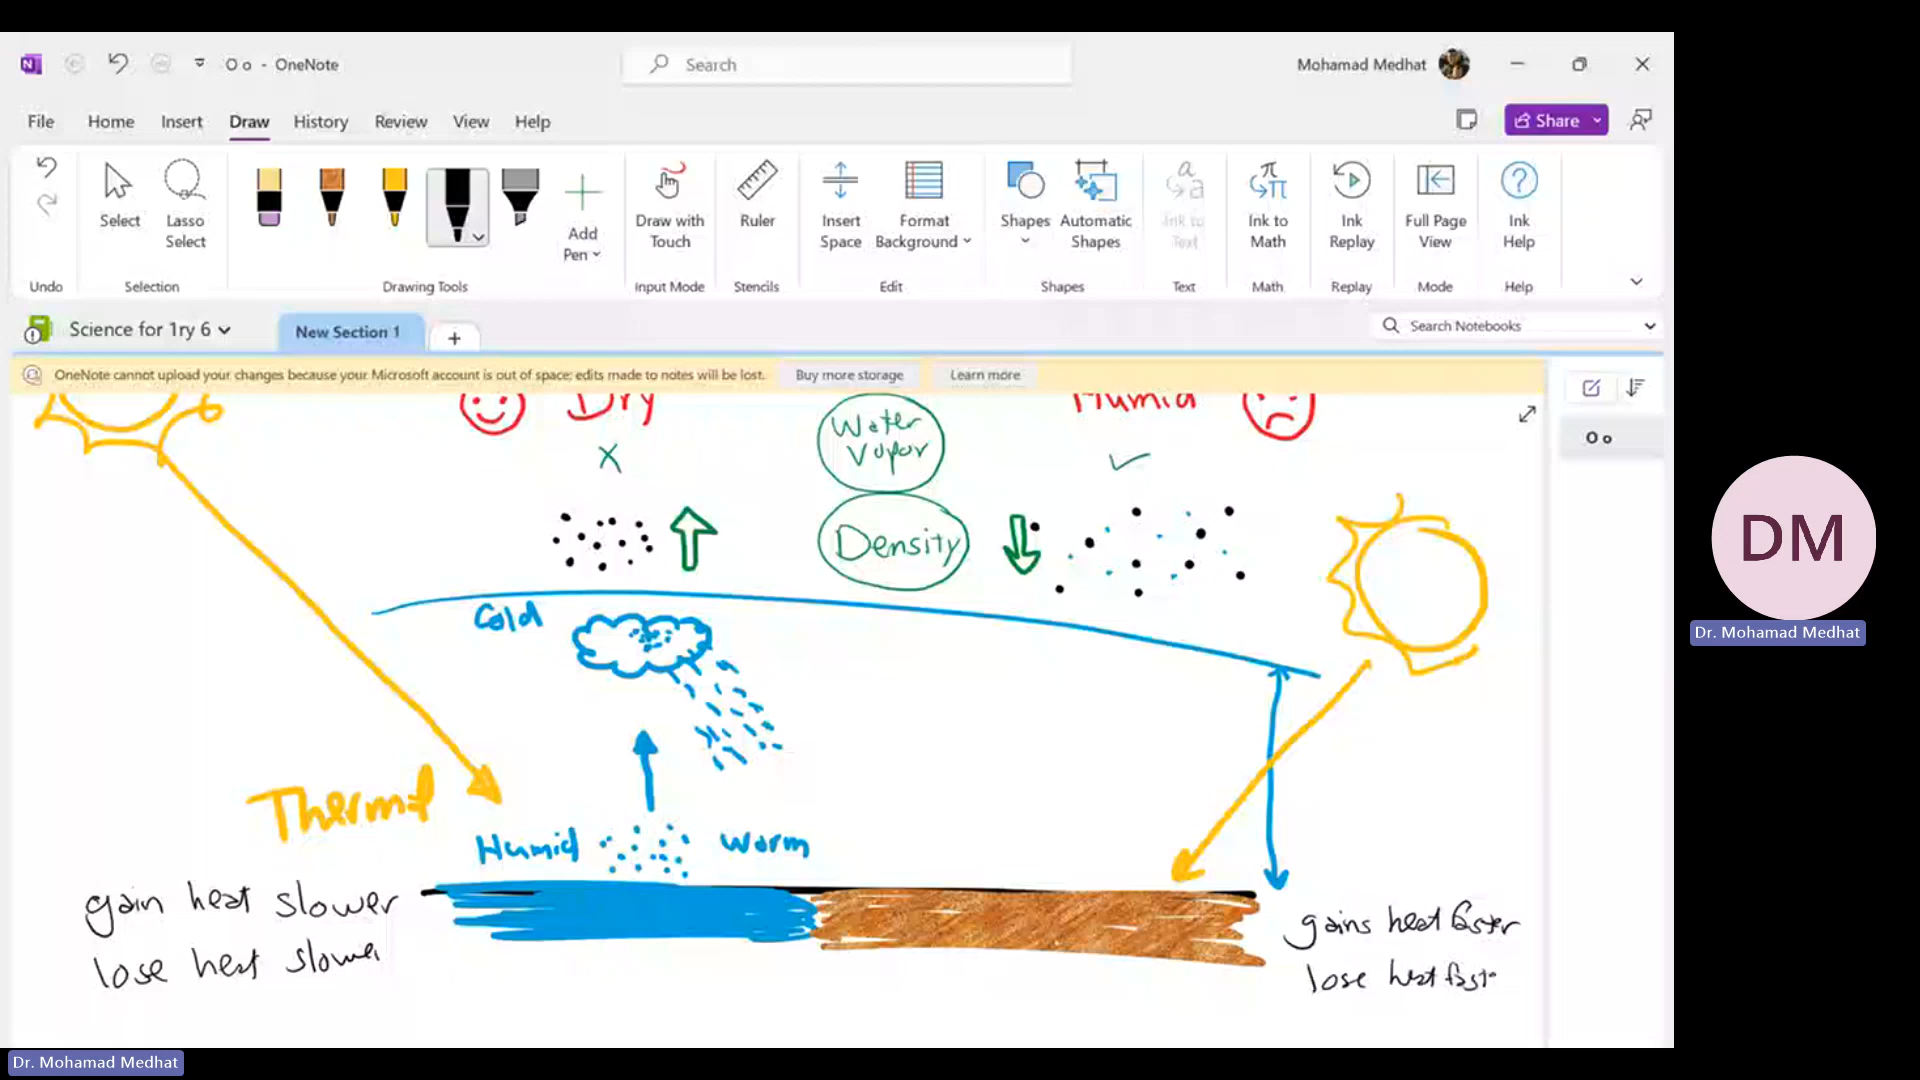 O o - OneNote
Search
Mohamad Medhat
File Home Insert Draw History Review View Help
Share
Select
Lasso Select
Add Pen
Draw with Touch
Ruler
Insert Space
Format Background
Shapes
Automatic Shapes
Ink to Text
Ink to Math
Ink Replay
Full Page View
Ink Help
Undo Selection Drawing Tools Input Mode Stencils Edit Shapes Text Math Replay Mode Help
Science for 1ry 6
New Section 1
Search Notebooks
OneNote cannot upload your changes because your Microsoft account is out of space; edits made to notes will be lost. Buy more storage Learn more
O o
Dry
Water
Vapor
Humid
Density
Cold
Thermal
Humid
Worm
gain heat slower
lose heat slower
gains heat faster
lose heat fast
DM
Dr. Mohamad Medhat
Dr. Mohamad Medhat